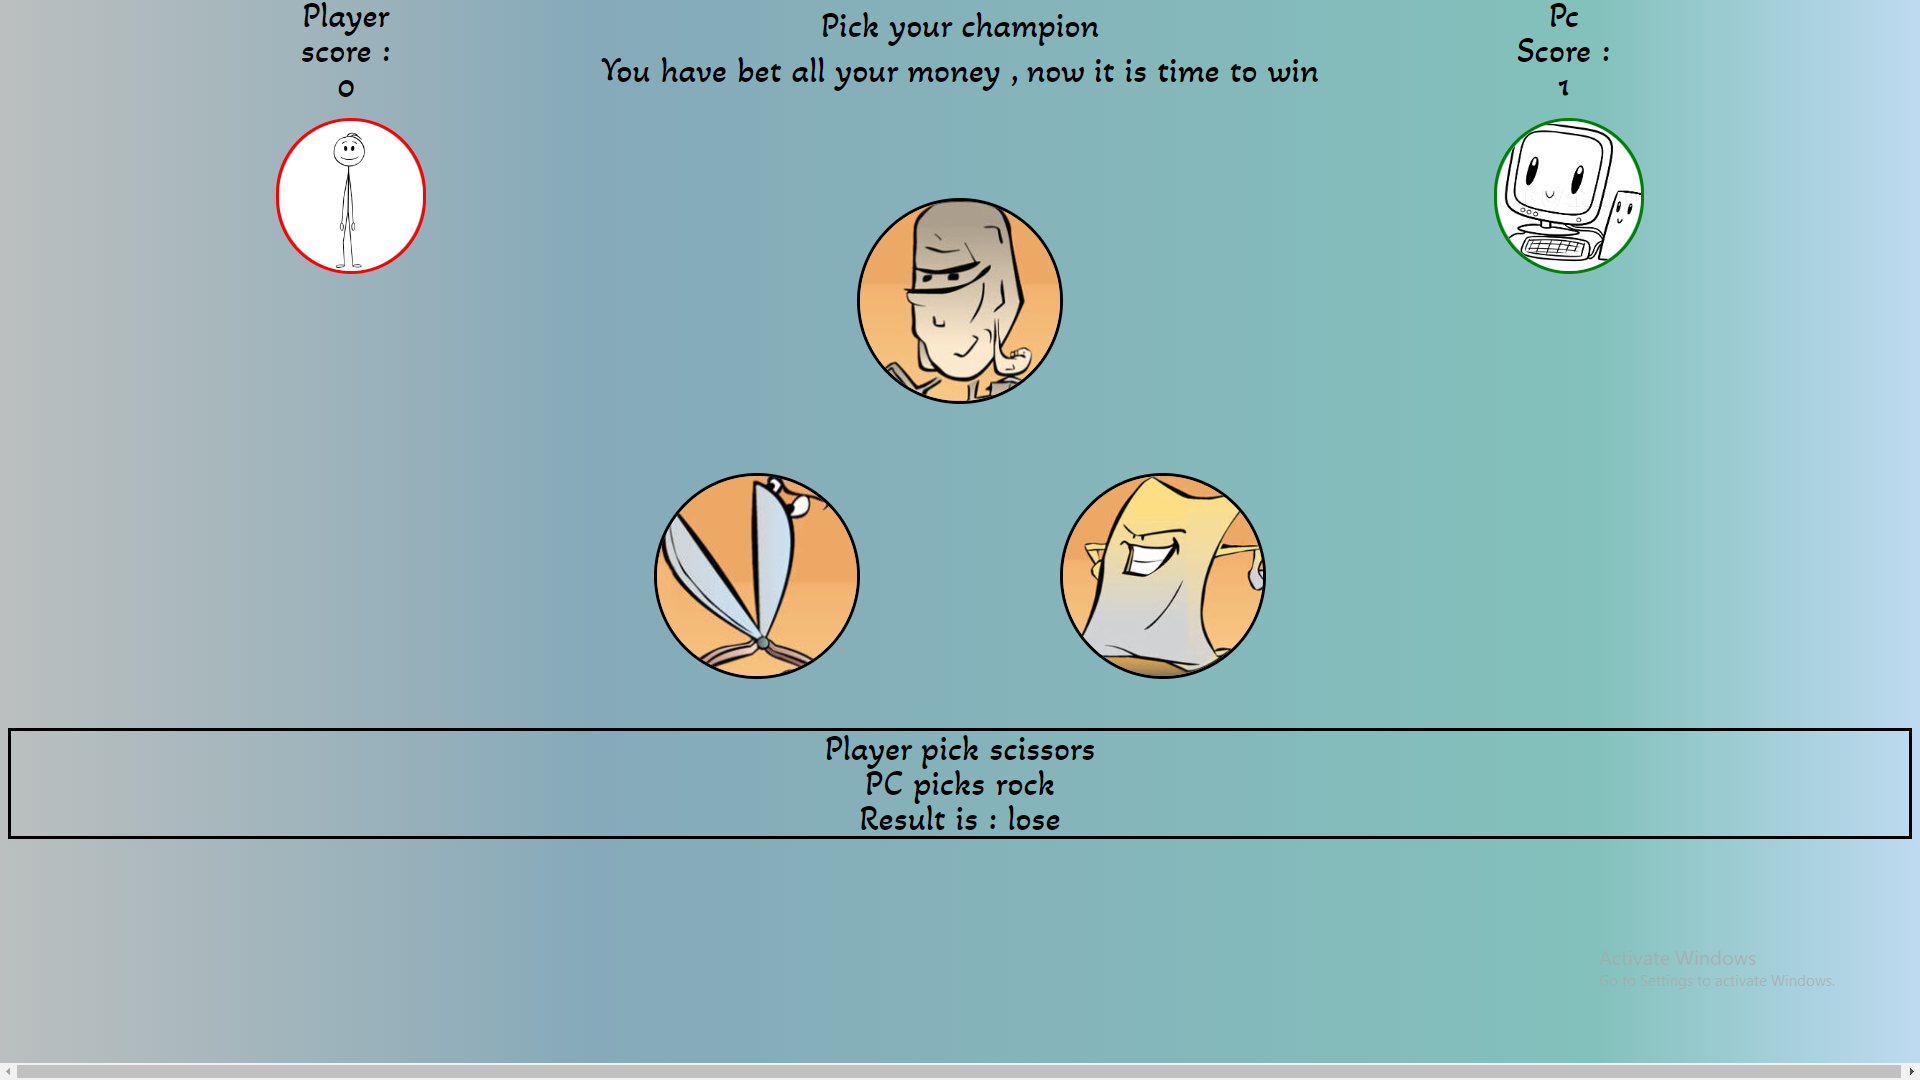 Player
score :
0
Pick your champion
You have bet all your money , now it is time to win
Pc
Score :
1
Player pick scissors
PC picks rock
Result is : lose
Activate Windows
Go to Settings to activate Windows.